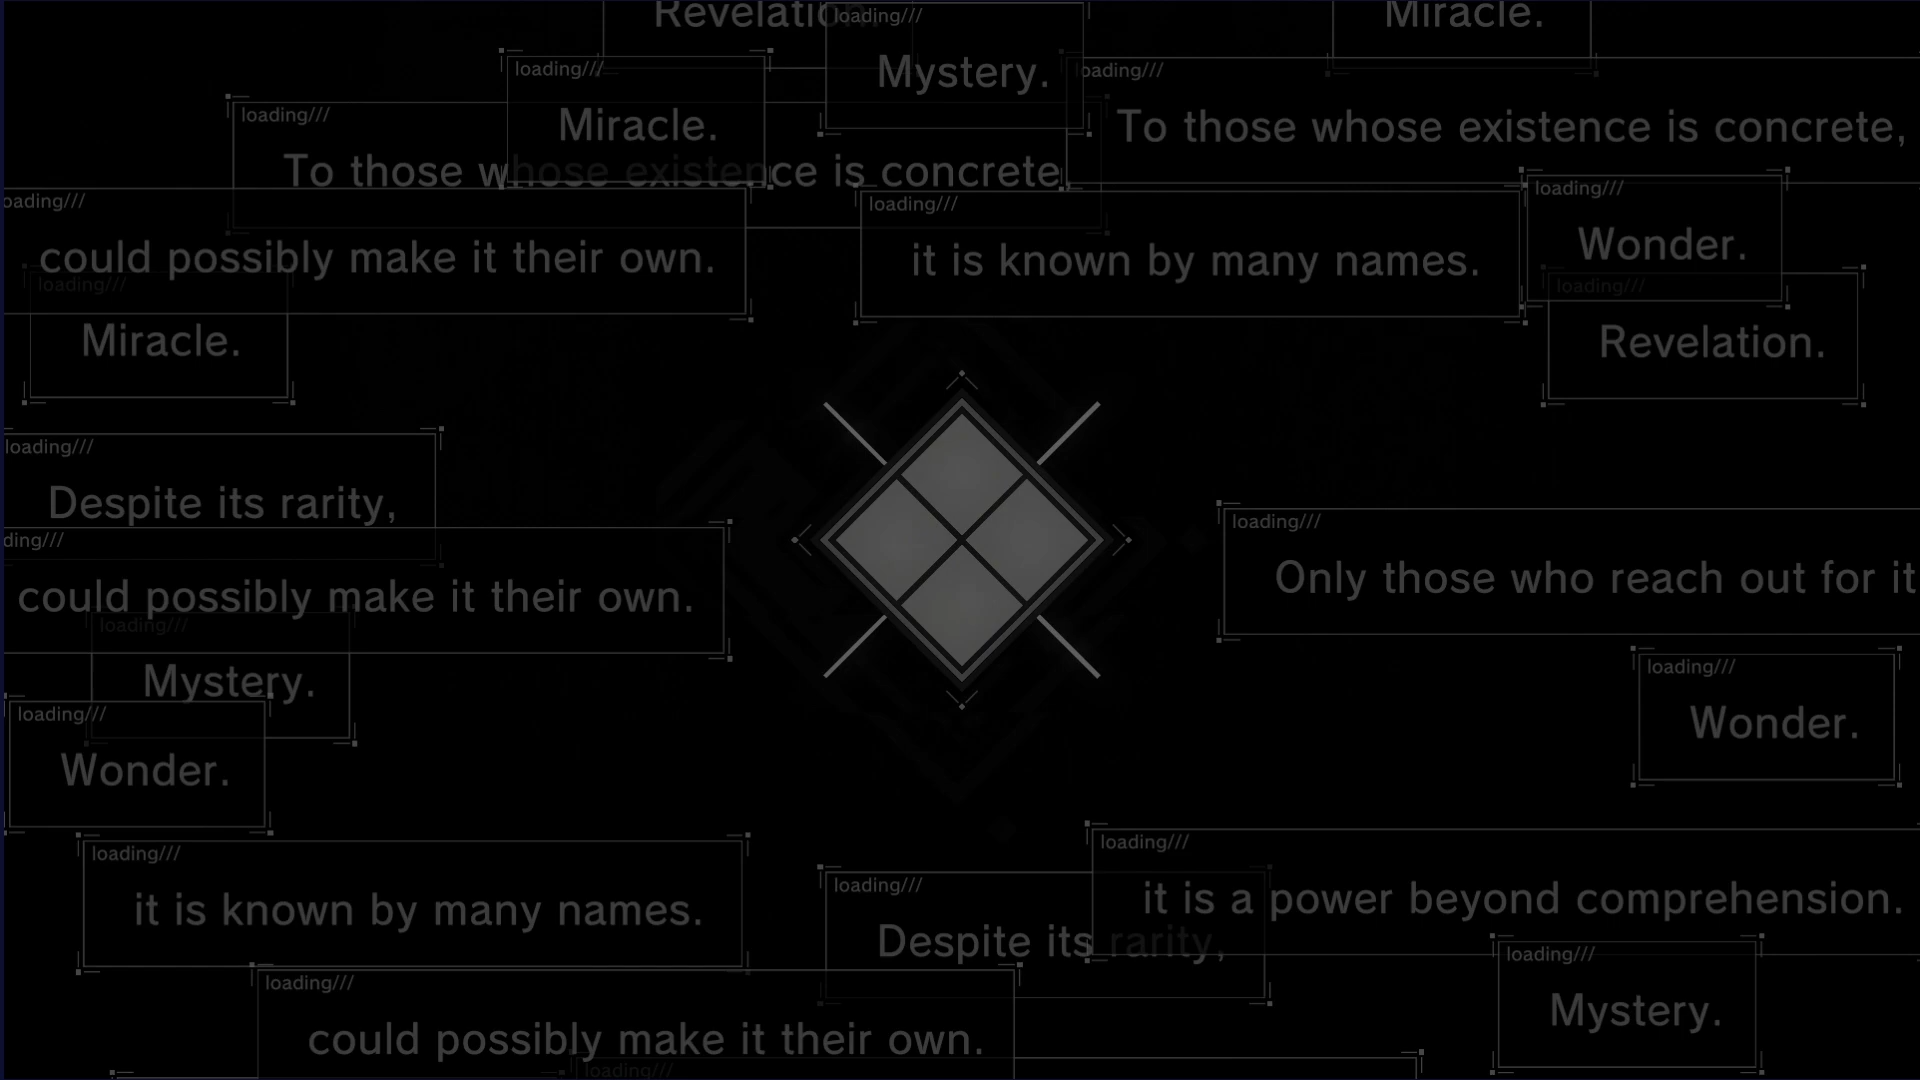 Revelation.
loading///
Mystery.
Miracle.
loading///
Miracle.
loading///
To those whose existence is concrete,
loading///
To those whose existence is concrete
oading///
could possibly make it their own.
loading///
it is known by many names.
loading///
Wonder.
loading///
Miracle.
loading///
Revelation.
loading///
Despite its rarity,
ding///
could possibly make it their own.
loading///
Only those who reach out for it
loading///
Mystery.
loading///
Wonder.
loading///
Wonder.
loading///
it is known by many names.
loading///
it is a power beyond comprehension.
loading///
Despite its rarity,
loading///
Mystery.
loading///
could possibly make it their own.
loading///